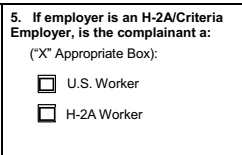 5. If employer is an H-2A/Criteria
Employer, is the complainant a:
("X" Appropriate Box):
U.S. Worker
H-2A Worker